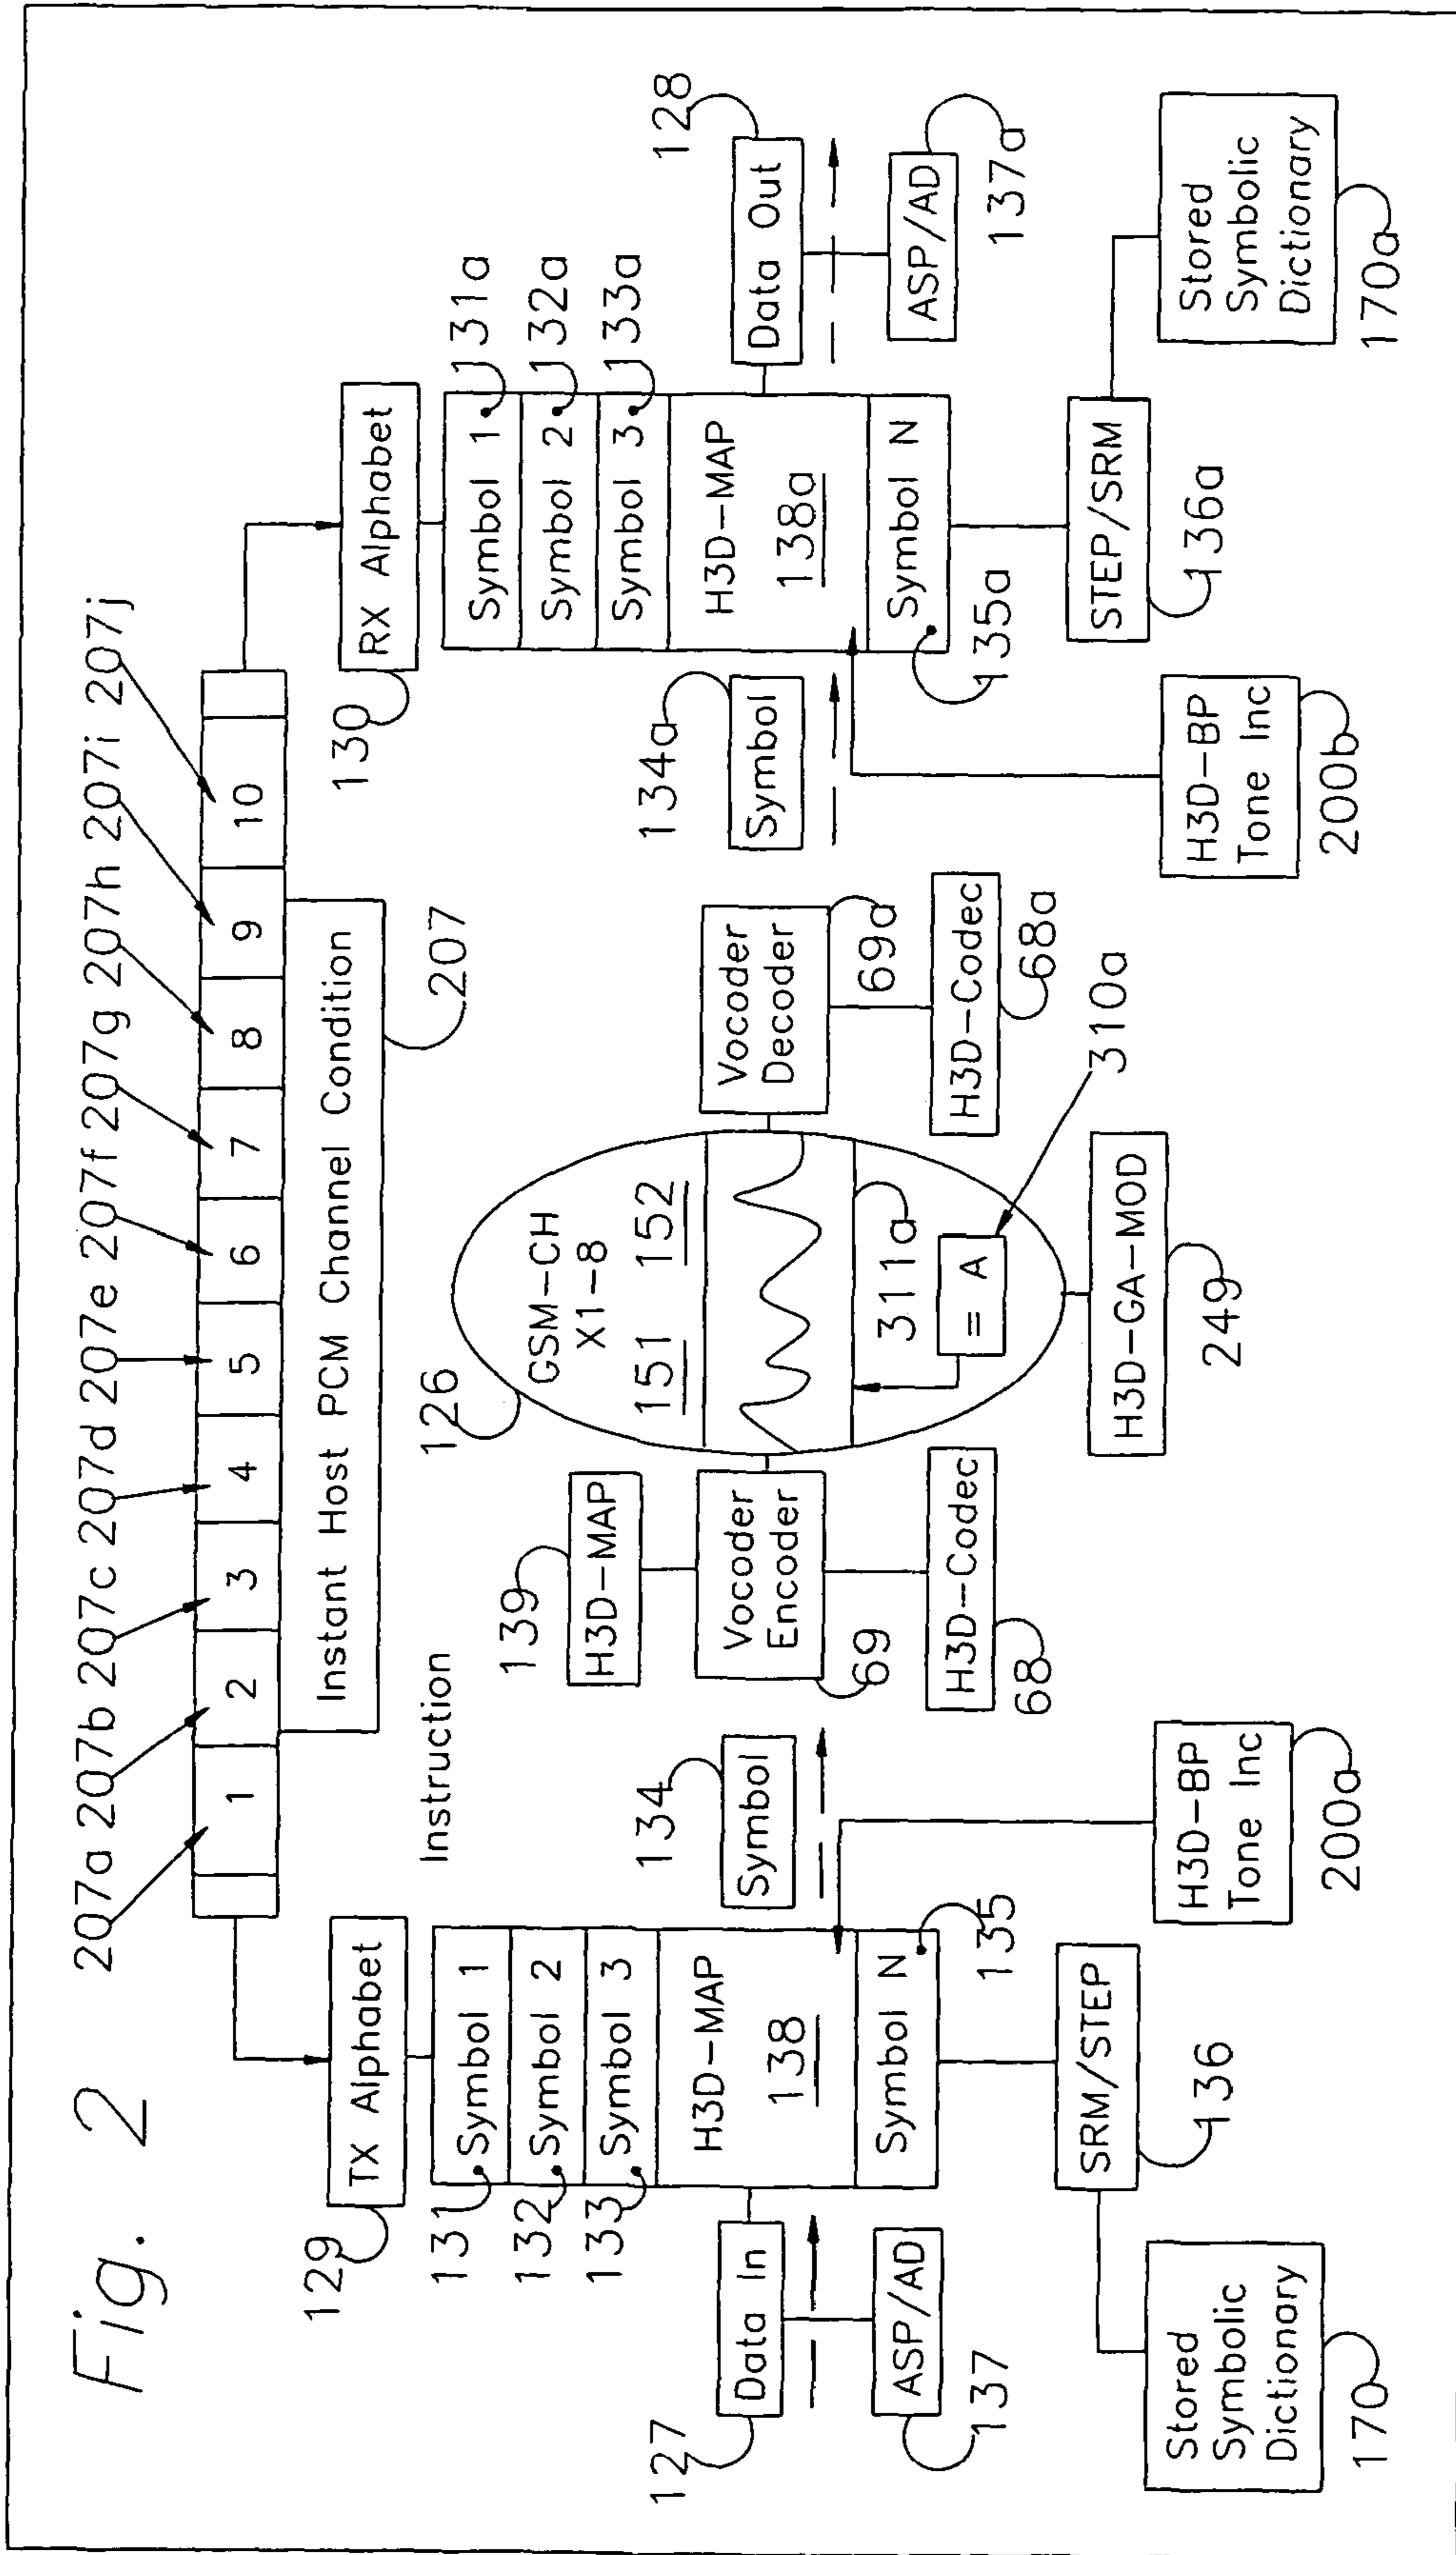 Fig. 2
207a 207b 207c 207d 207e 207f 207g 207h 207i 207j
1 2 3 4 5 6 7 8 9 10
Instant Host PCM Channel Condition
207
Instruction
129
TX Alphabet
131
Symbol 1
132
Symbol 2
133
Symbol 3
H3D-MAP
138
Symbol N
135
127
Data In
ASP/AD
137
SRM/STEP
136
Stored
Symbolic
Dictionary
170
134
Symbol
H3D-BP
Tone Inc
200a
139
H3D-MAP
Vocoder
Encoder
69
H3D-Codec
68
126
GSM-CH
X1-8
151 152
311a
= A
310a
H3D-GA-MOD
249
Vocoder
Decoder
69a
H3D-Codec
68a
134a
Symbol
H3D-BP
Tone Inc
200b
130
RX Alphabet
Symbol 1
131a
Symbol 2
132a
Symbol 3
133a
H3D-MAP
138a
Symbol N
135a
128
Data Out
ASP/AD
137a
STEP/SRM
136a
Stored
Symbolic
Dictionary
170a